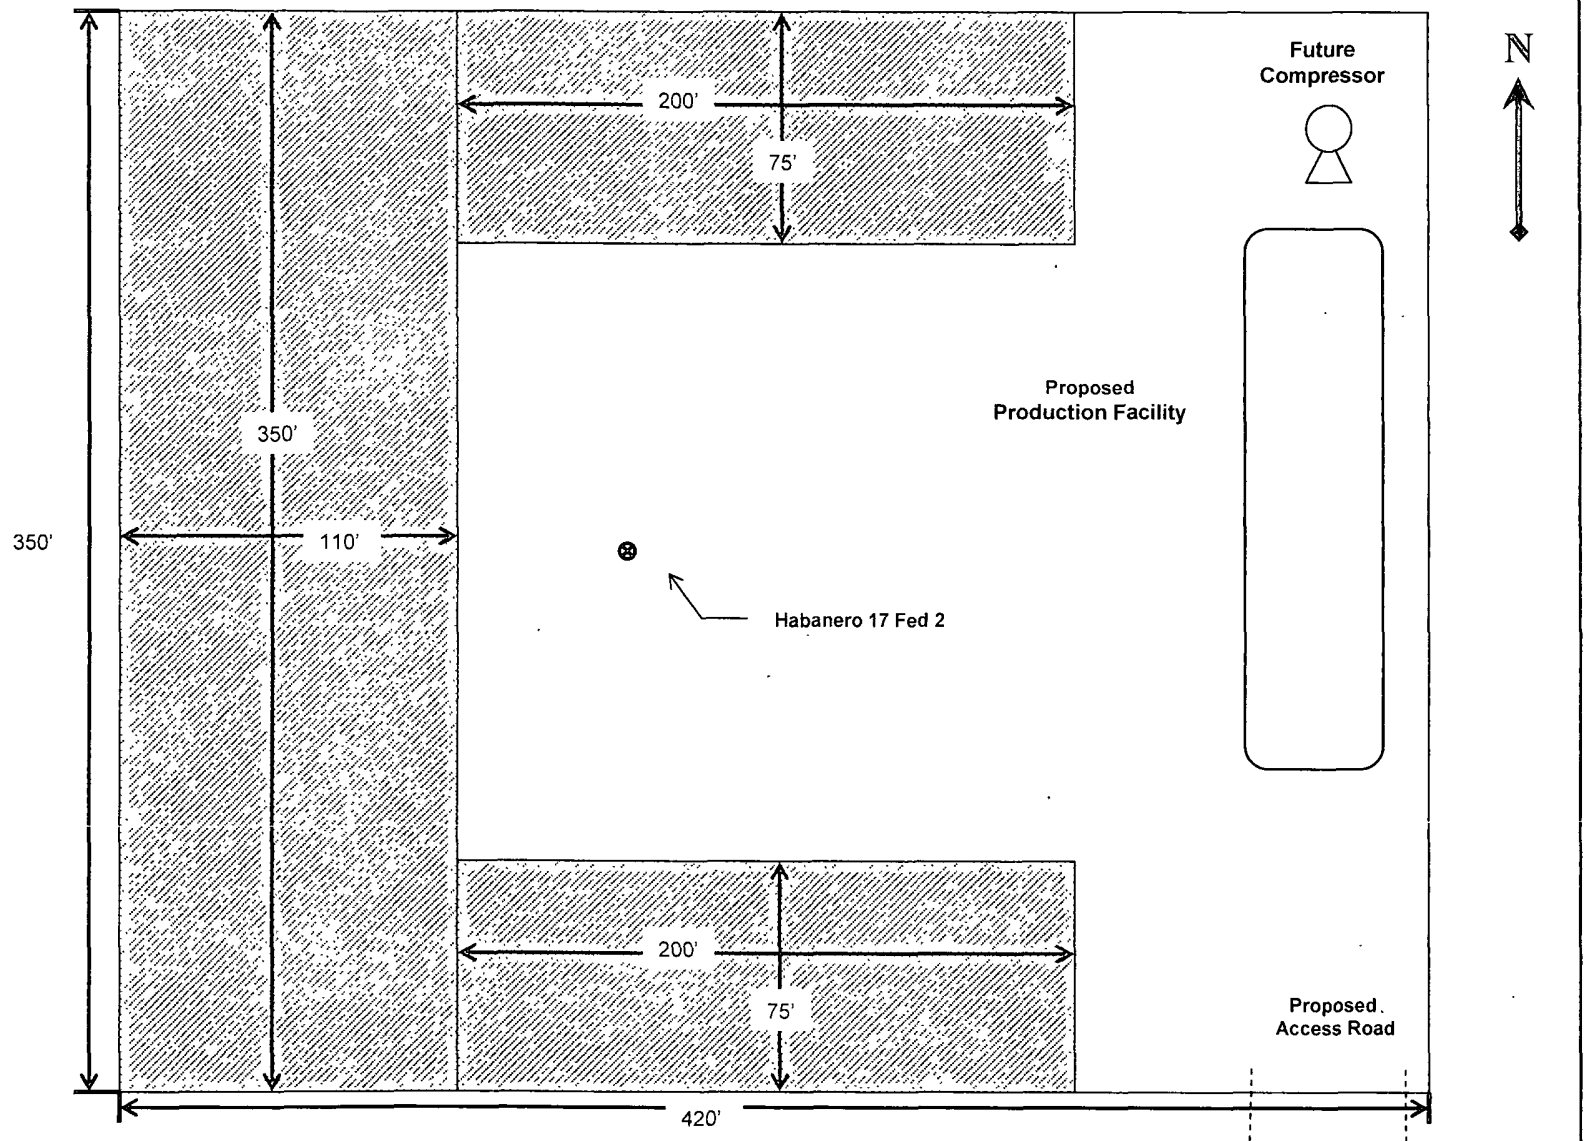 Future
Compressor
N
200'
75'
Proposed
Production Facility
350'
350'
110'
Habanero 17 Fed 2
200'
75'
Proposed
Access Road
420'